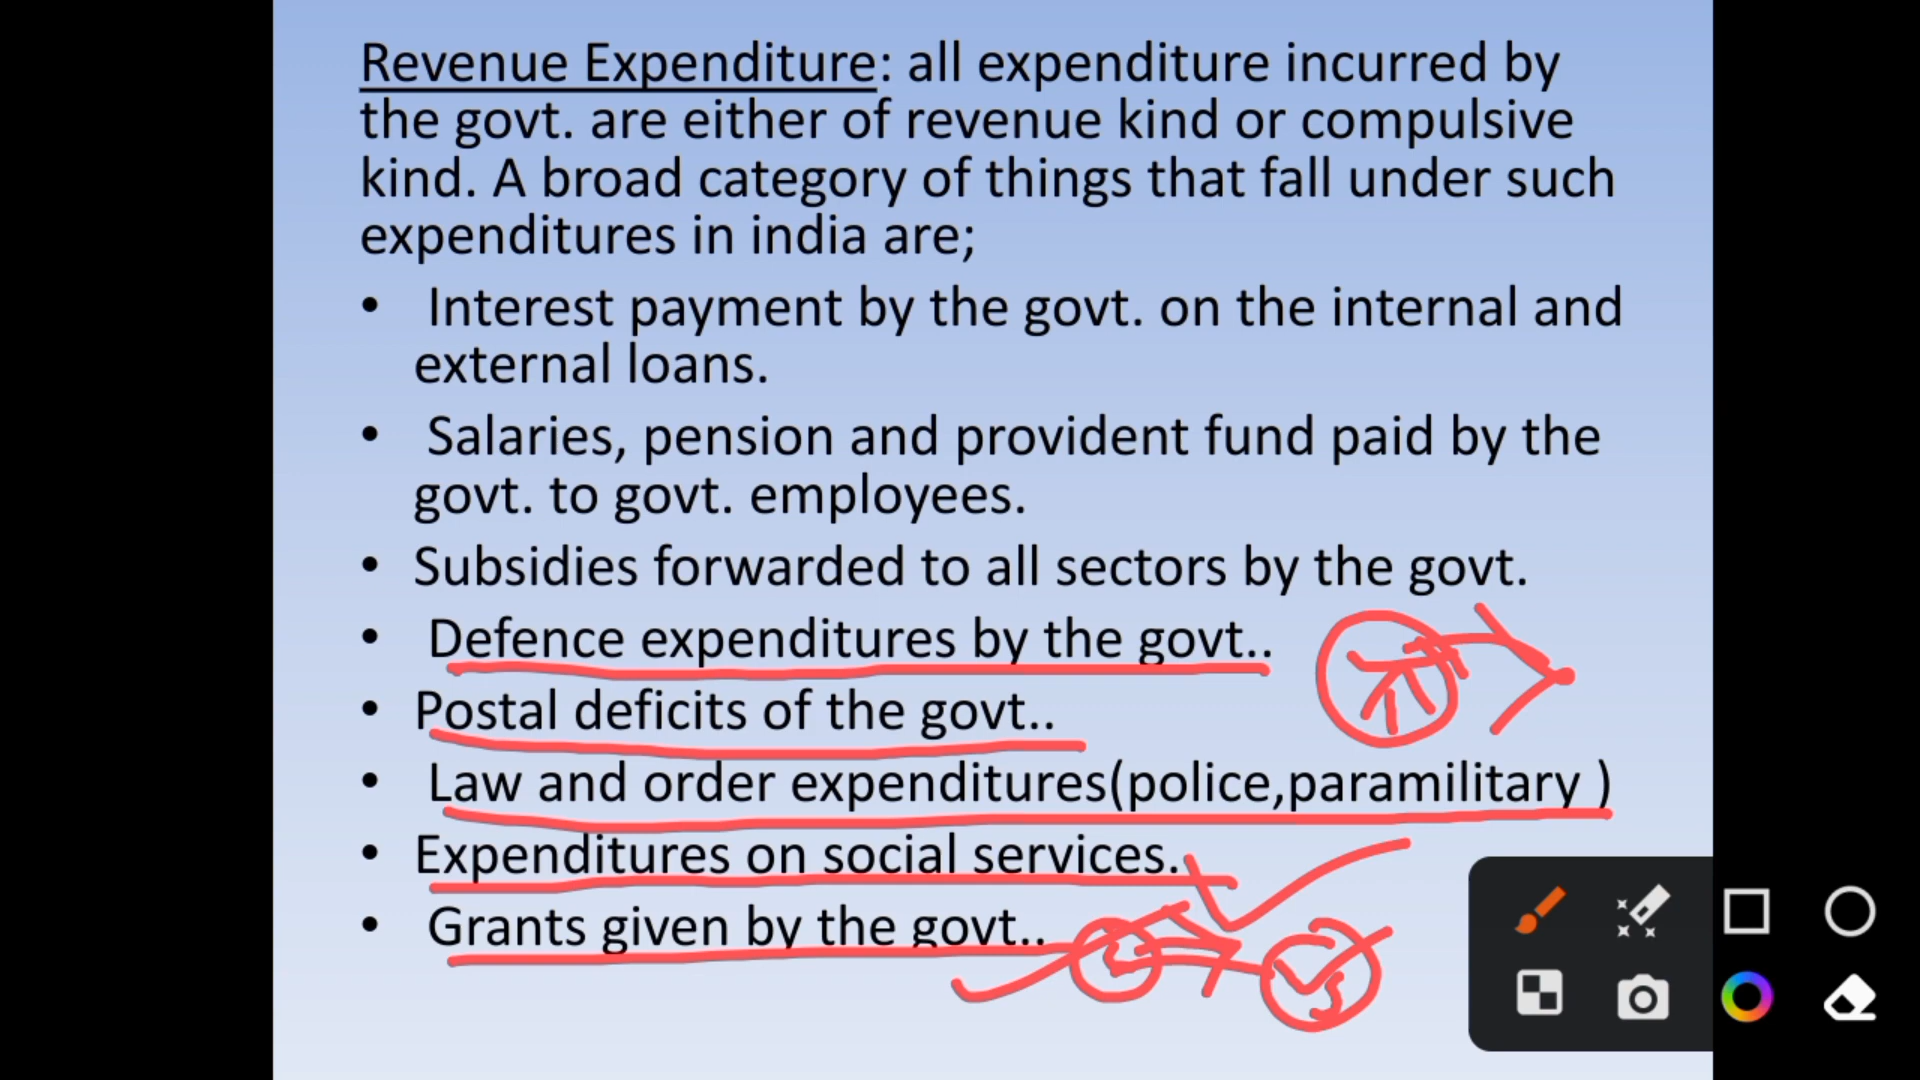 Revenue Expenditure: all expenditure incurred by
the govt. are either of revenue kind or compulsive
kind. A broad category of things that fall under such
expenditures in india are;
• Interest payment by the govt. on the internal and
external loans.
• Salaries, pension and provident fund paid by the
govt. to govt. employees.
• Subsidies forwarded to all sectors by the govt.
• Defence expenditures by the govt..
• Postal deficits of the govt..
• Law and order expenditures(police,paramilitary )
• Expenditures on social services.
• Grants given by the govt..